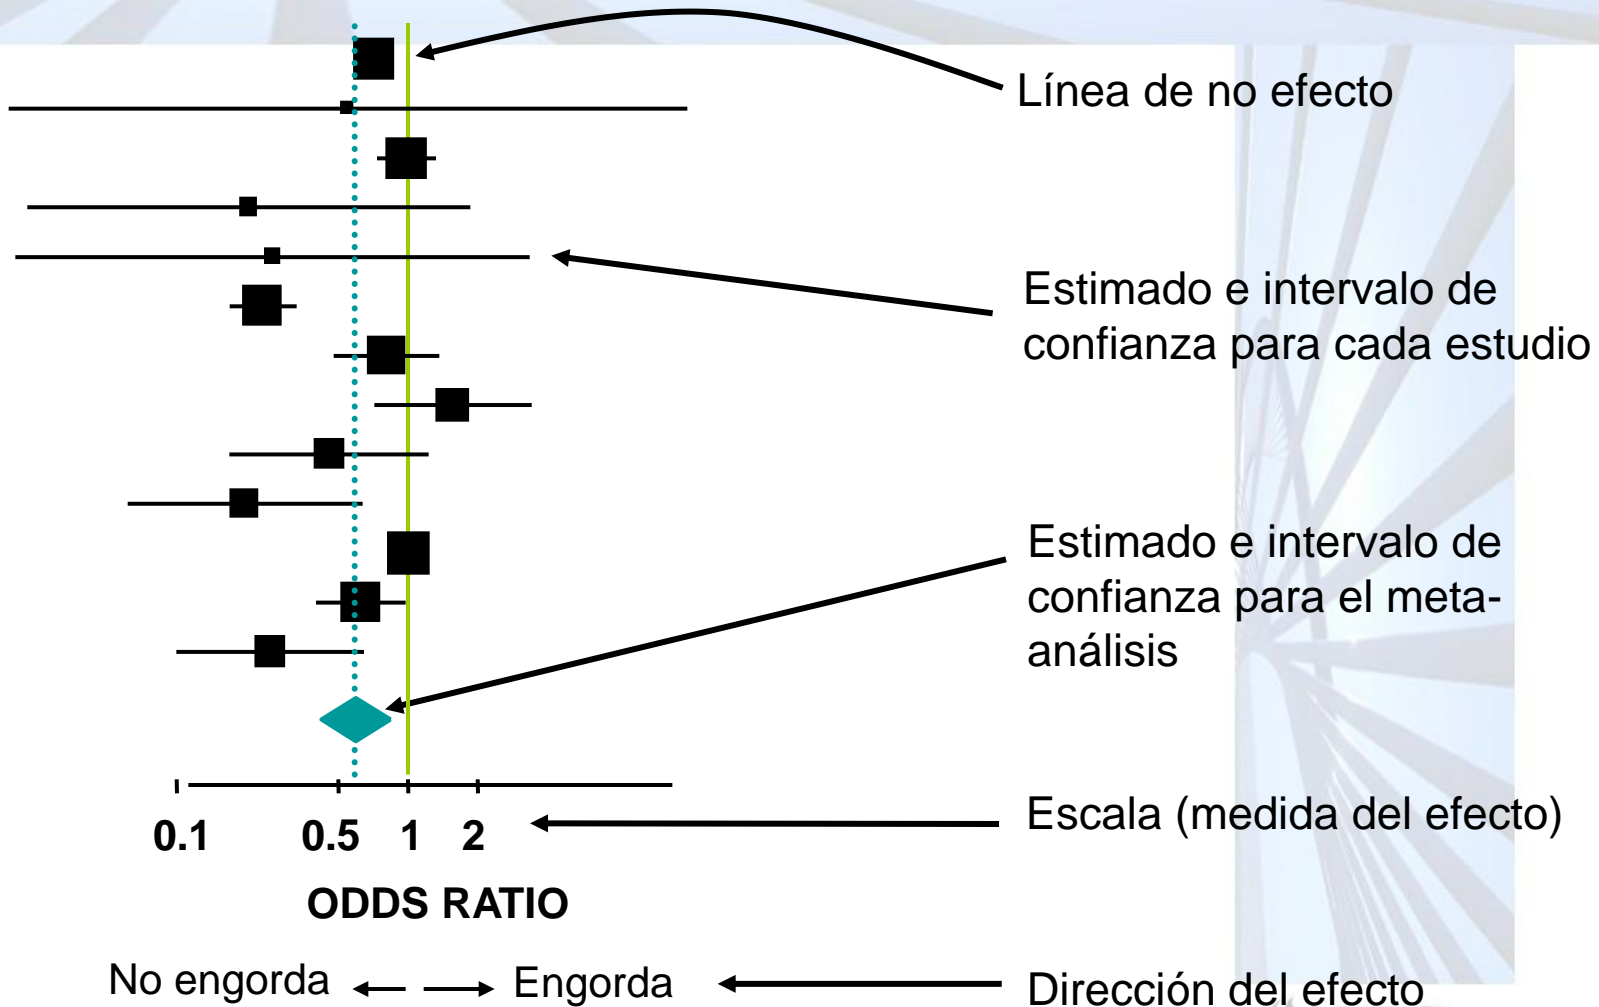 Línea de no efecto
Estimado e intervalo de
confianza para cada estudio
Estimado e intervalo de
confianza para el meta-
análisis
Escala (medida del efecto)
0.1 0.5 1 2
ODDS RATIO
No engorda Engorda
Dirección del efecto